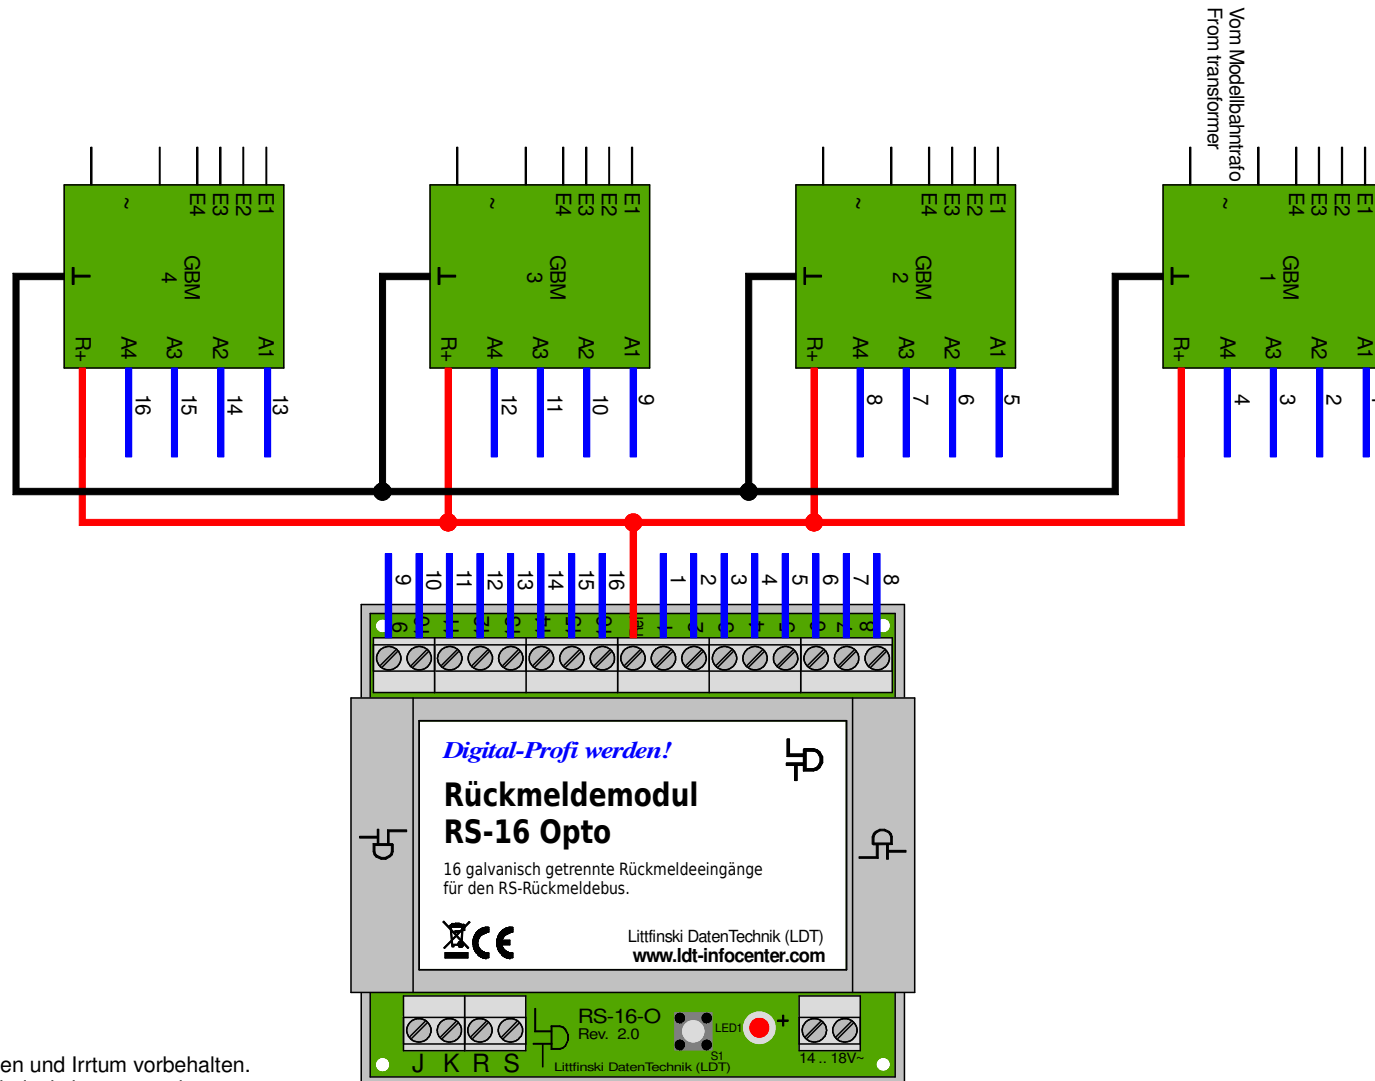 Vom Modellbahntrafo
From transformer
~ E4 E3 E2 E1
GBM
4
R+ A4 A3 A2 A1
16 15 14 13
~ E4 E3 E2 E1
GBM
3
R+ A4 A3 A2 A1
12 11 10 9
~ E4 E3 E2 E1
GBM
2
R+ A4 A3 A2 A1
8 7 6 5
~ E4 E3 E2 E1
GBM
1
R+ A4 A3 A2 A1
4 3 2
9 10 11 12 13 14 15 16 1 2 3 4 5 6 7 8
Digital-Profi werden!
Rückmeldemodul
RS-16 Opto
16 galvanisch getrennte Rückmeldeeingänge
für den RS-Rückmeldebus.
CE
Littfinski DatenTechnik (LDT)
www.ldt-infocenter.com
J K R S
RS-16-O
Rev. 2.0
Littfinski DatenTechnik (LDT)
S1
LED1
+
14 .. 18V~
en und Irrtum vorbehalten.